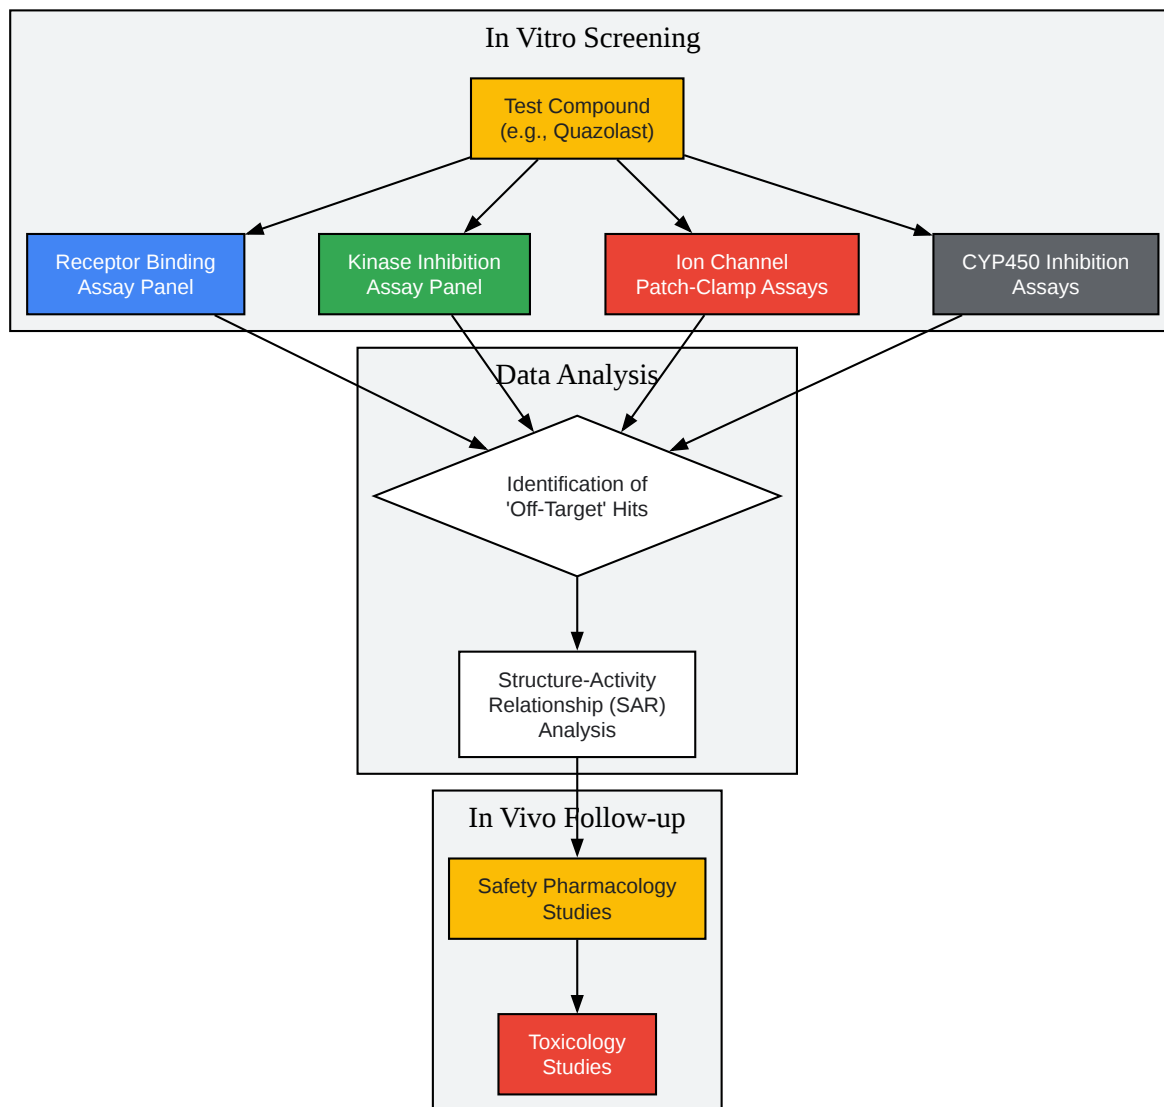 In Vitro Screening
Test Compound
(e.g., Quazolast)
Receptor Binding
Assay Panel
Kinase Inhibition
Assay Panel
Ion Channel
Patch-Clamp Assays
CYP450 Inhibition
Assays
Data Analysis
Identification of
'Off-Target' Hits
Structure-Activity
Relationship (SAR)
Analysis
In Vivo Follow-up
Safety Pharmacology
Studies
Toxicology
Studies